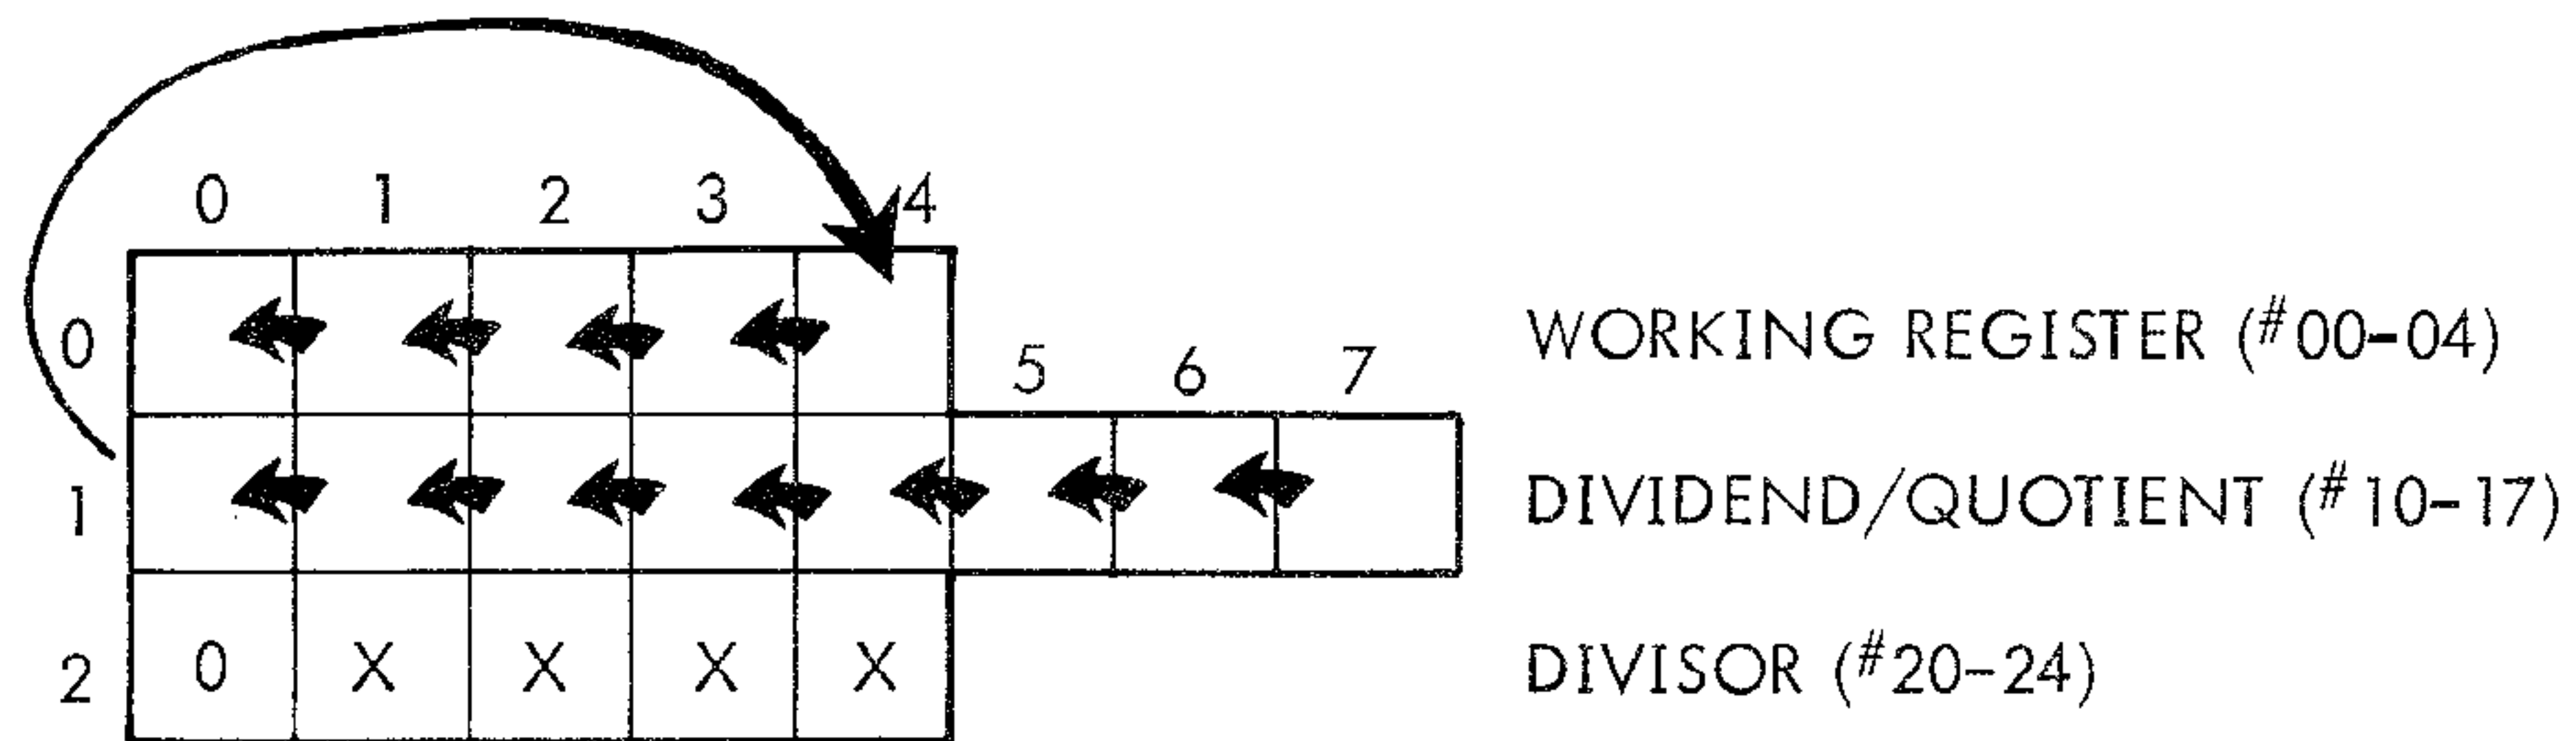 0 1 2 3 4
0 WORKING REGISTER (#00-04)
5 6 7
1 DIVIDEND/QUOTIENT (#10-17)
2 0 X X X X DIVISOR (#20-24)